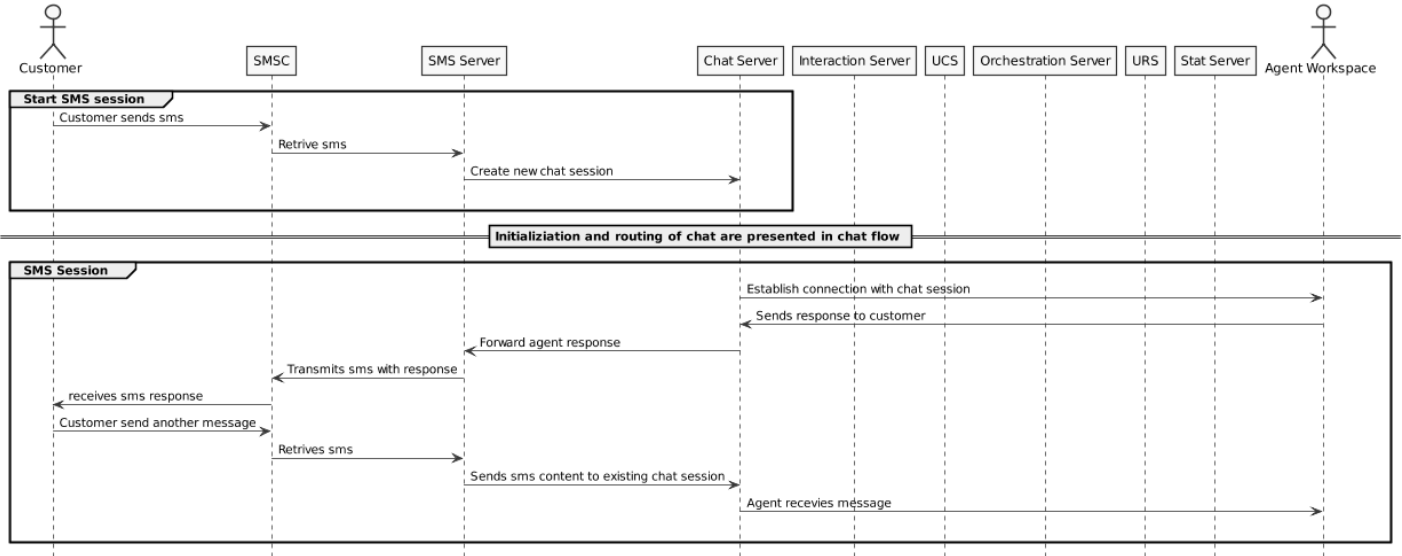 Customer
SMSC
SMS Server
Chat Server
Interaction Server
UCS
Orchestration Server
URS
Stat Server
Agent Workspace
Start SMS session
Customer sends sms
Retrive sms
Create new chat session
Initializiation and routing of chat are presented in chat flow
SMS Session
Establish connection with chat session
Sends response to customer
Forward agent response
Transmits sms with response
receives sms response
Customer send another message
Retrives sms
Sends sms content to existing chat session
Agent recevies message